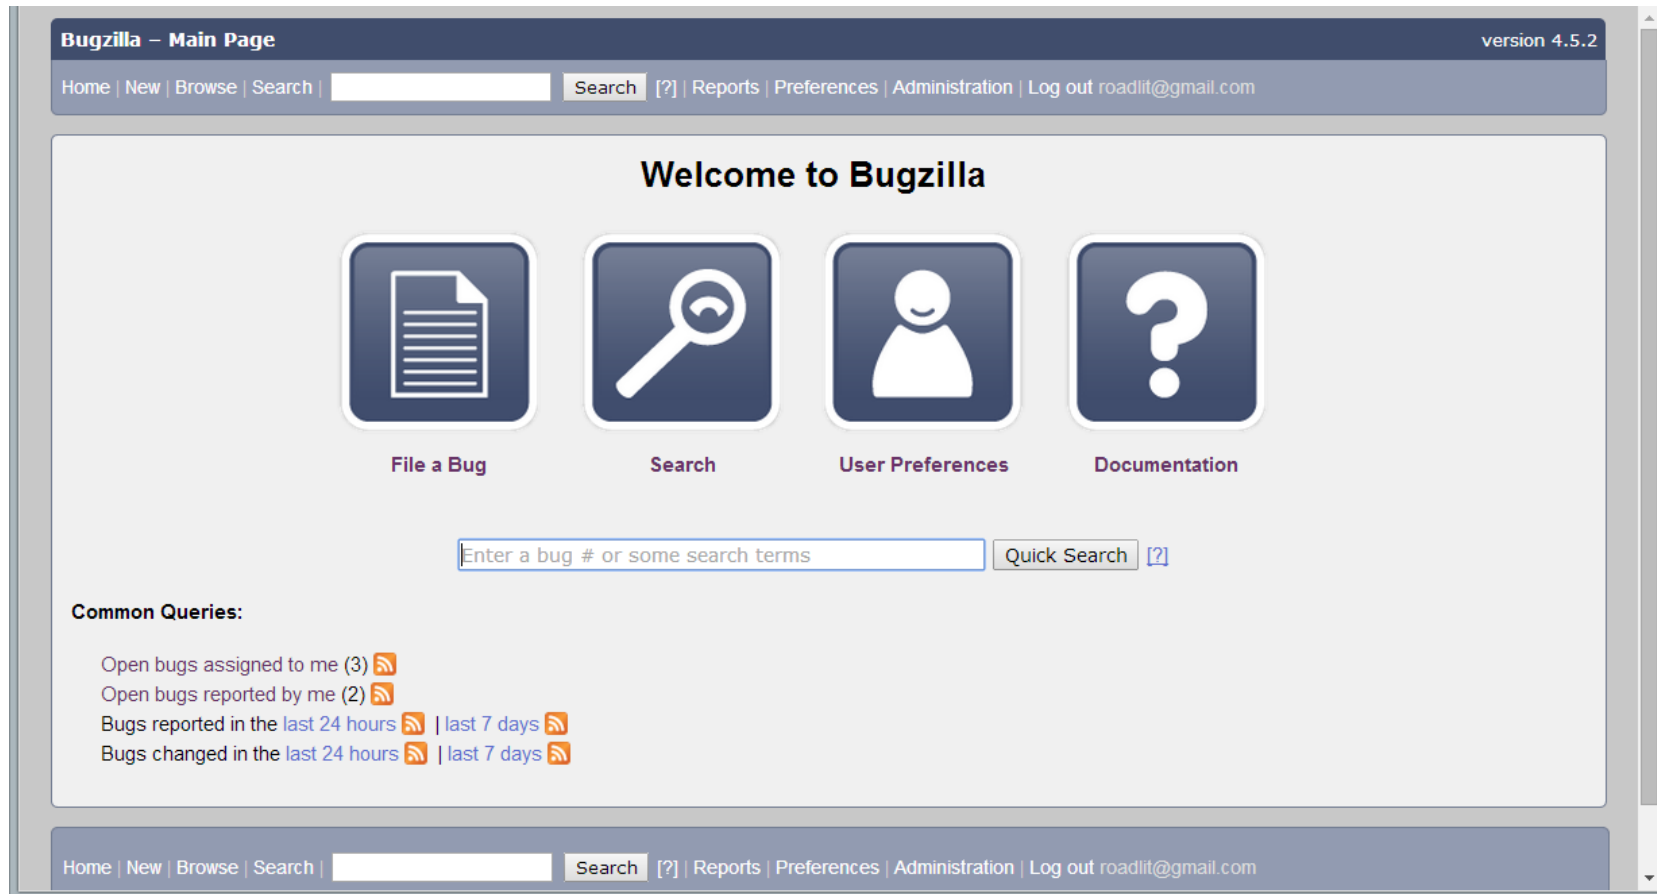 Bugzilla – Main Page version 4.5.2
Home | New | Browse | Search | Search [?] | Reports | Preferences | Administration | Log out roadlit@gmail.com
Welcome to Bugzilla
File a Bug Search User Preferences Documentation
Enter a bug # or some search terms Quick Search [?]
Common Queries:
Open bugs assigned to me (3)
Open bugs reported by me (2)
Bugs reported in the last 24 hours | last 7 days
Bugs changed in the last 24 hours | last 7 days
Home | New | Browse | Search | Search [?] | Reports | Preferences | Administration | Log out roadlit@gmail.com